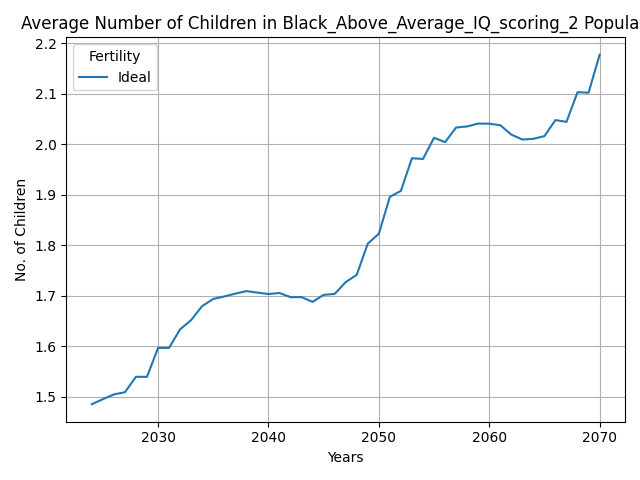 Average Number of Children in Black_Above_Average_IQ_scoring_2 Popula
Fertility
Ideal
No. of Children
2.2
2.1
2.0
1.9
1.8
1.7
1.6
1.5
2030 2040 2050 2060 2070
Years